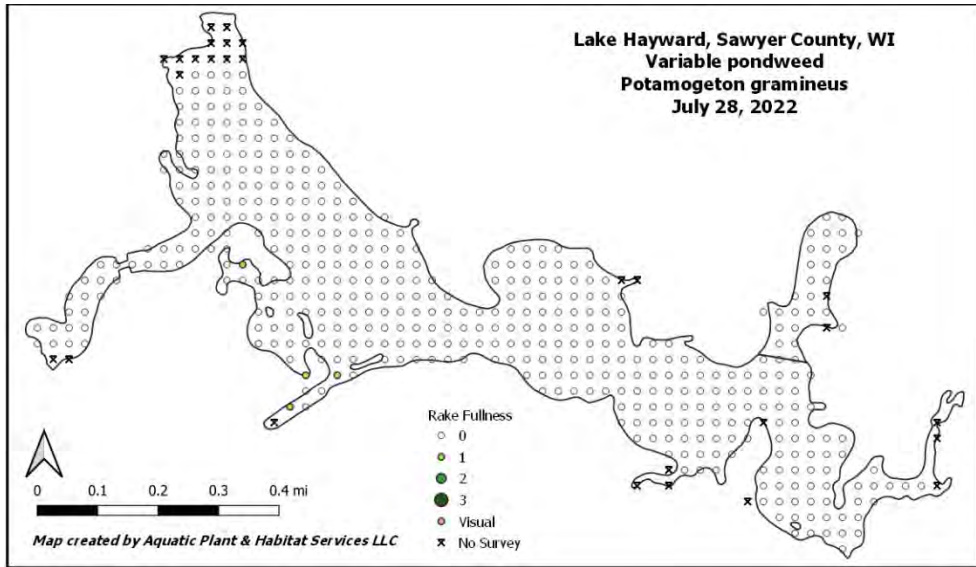 Lake Hayward, Sawyer County, WI
Variable pondweed
Potamogeton gramineus
July 28, 2022
Rake Fullness
0
1
2
3
Visual
No Survey
0 0.1 0.2 0.3 0.4 mi
Map created by Aquatic Plant & Habitat Services LLC